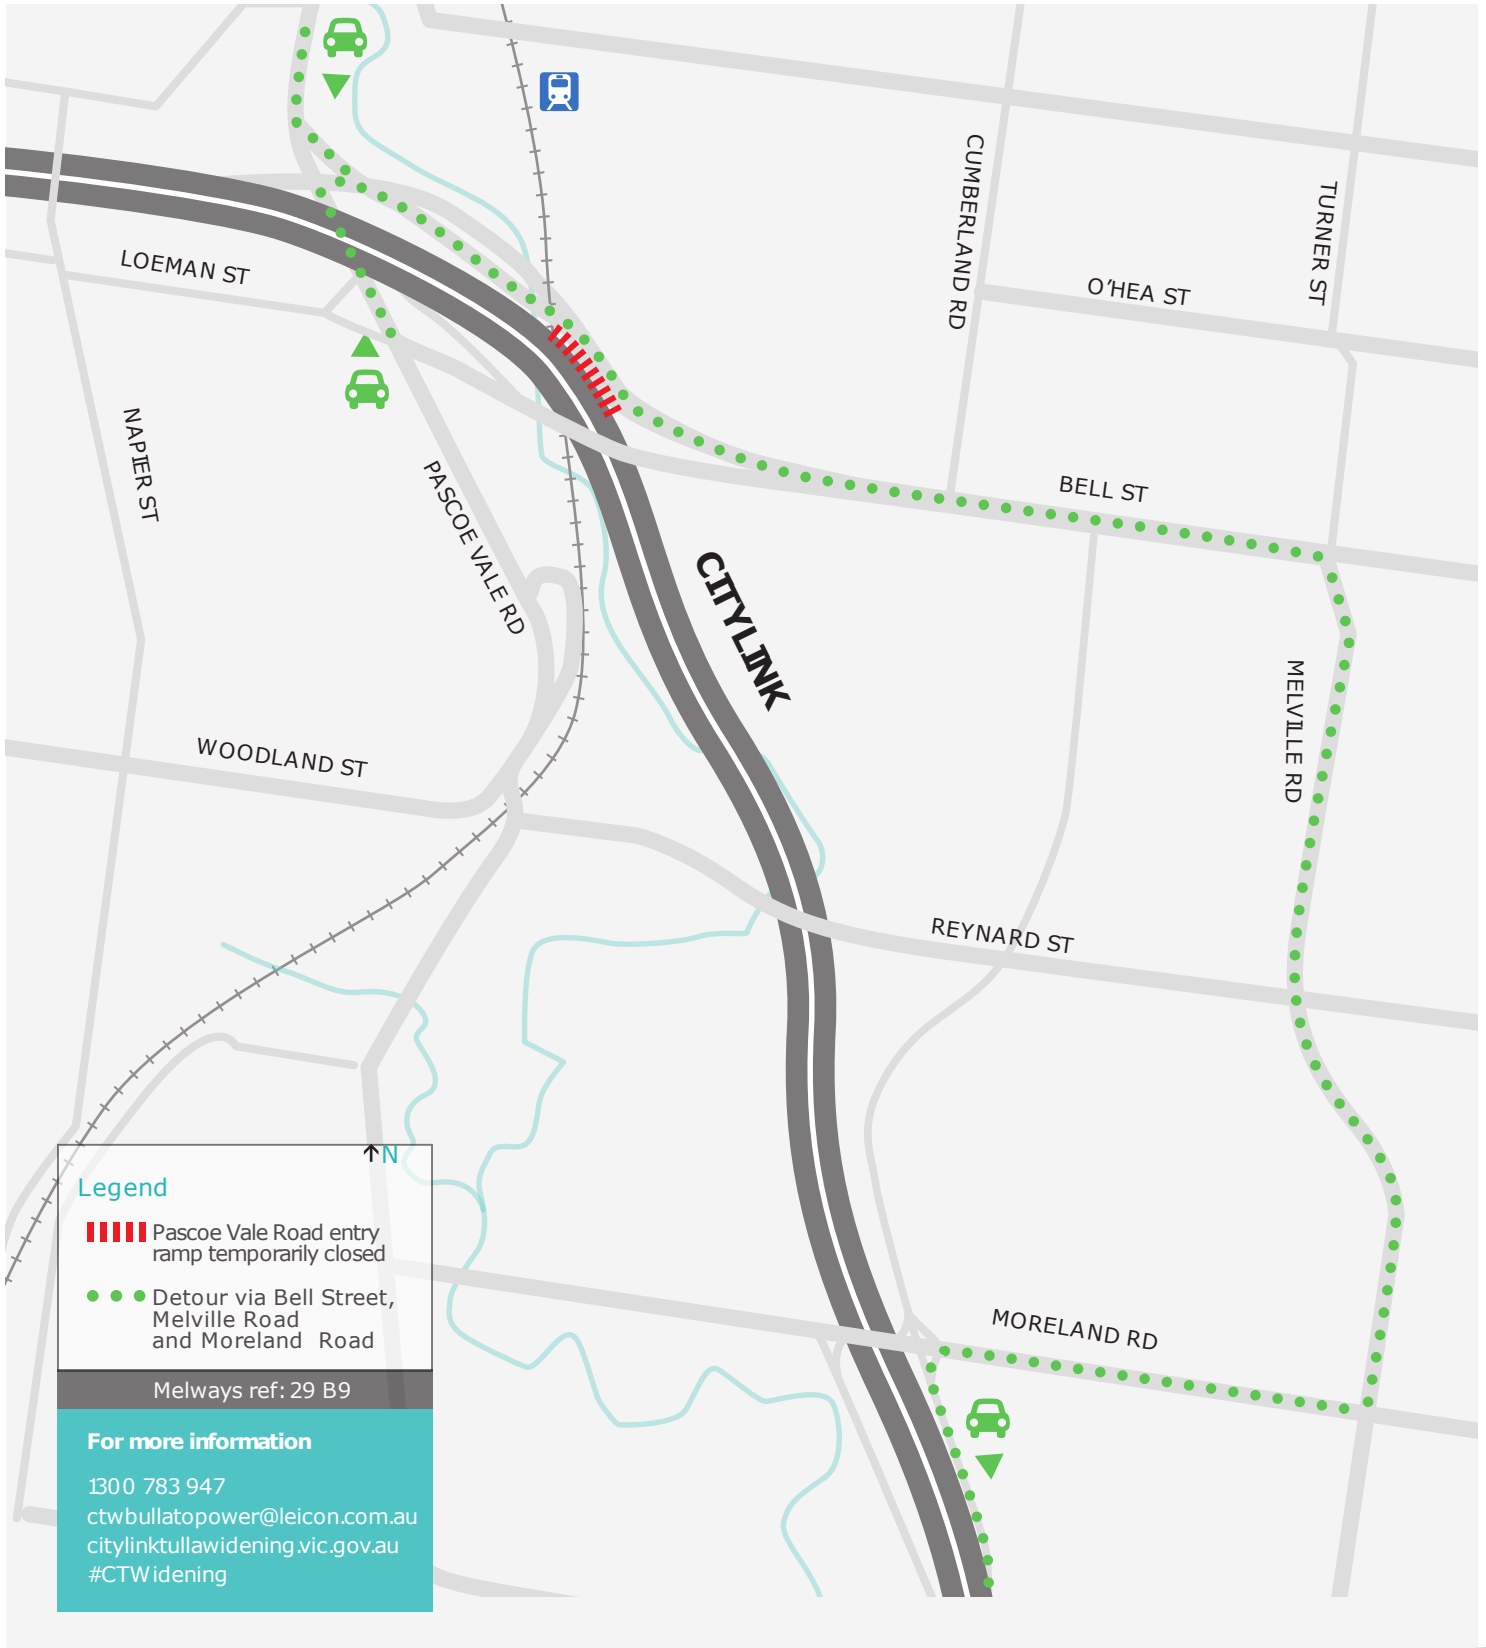 CUMBERLAND RD
TURNER ST
LOEMAN ST
O'HEA ST
NAPIER ST
PASCOE VALE RD
BELL ST
CITYLINK
MELVILLE RD
WOODLAND ST
REYNARD ST
MORELAND RD
N
Legend
Pascoe Vale Road entry
ramp temporarily closed
Detour via Bell Street,
Melville Road
and Moreland Road
Melways ref: 29 B9
For more information
1300 783 947
ctwbullatopower@leicon.com.au
citylinktullawidening.vic.gov.au
#CTWidening